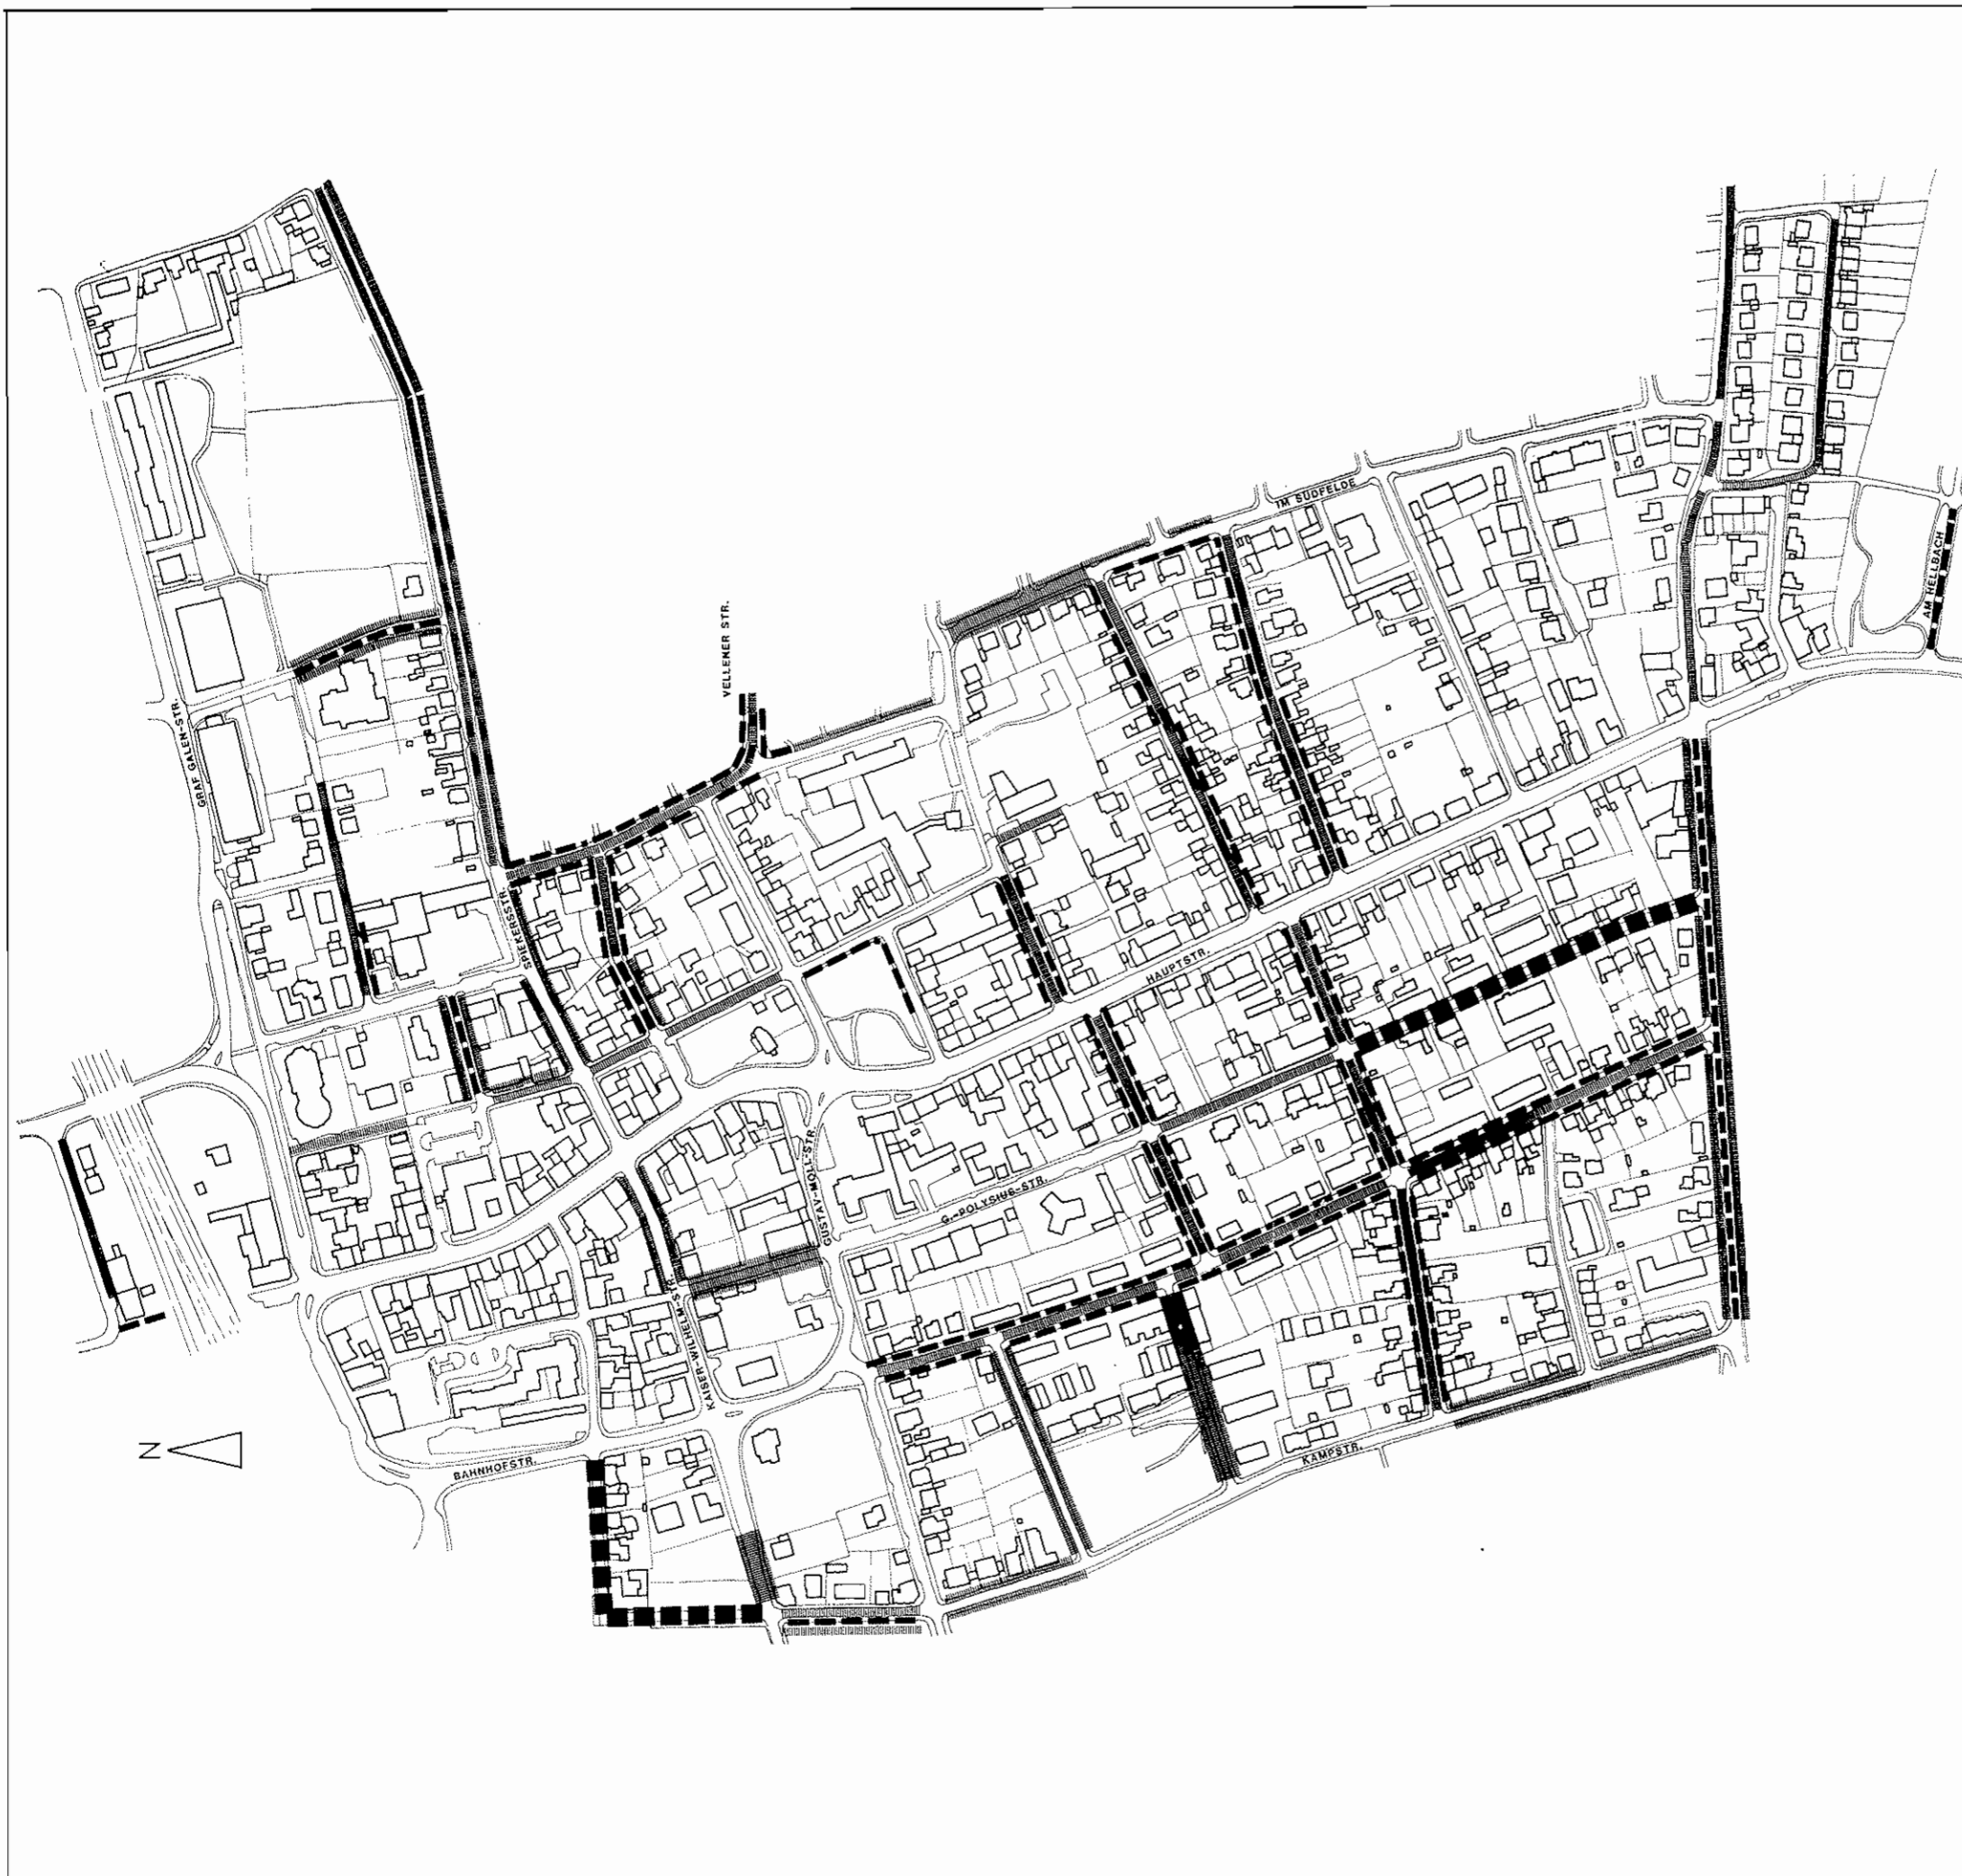 VELLENER STR.
IM SÜDFELDE
AM HELLBACH
GRAF GALEN-STR.
SPIEKERSSTR.
HAUPTSTR.
GUSTAV-MOLL-STR.
G.-POLYSIUS-STR.
KAISER-WILHELM STR.
N
BAHNHOFSTR.
KAMPSTR.